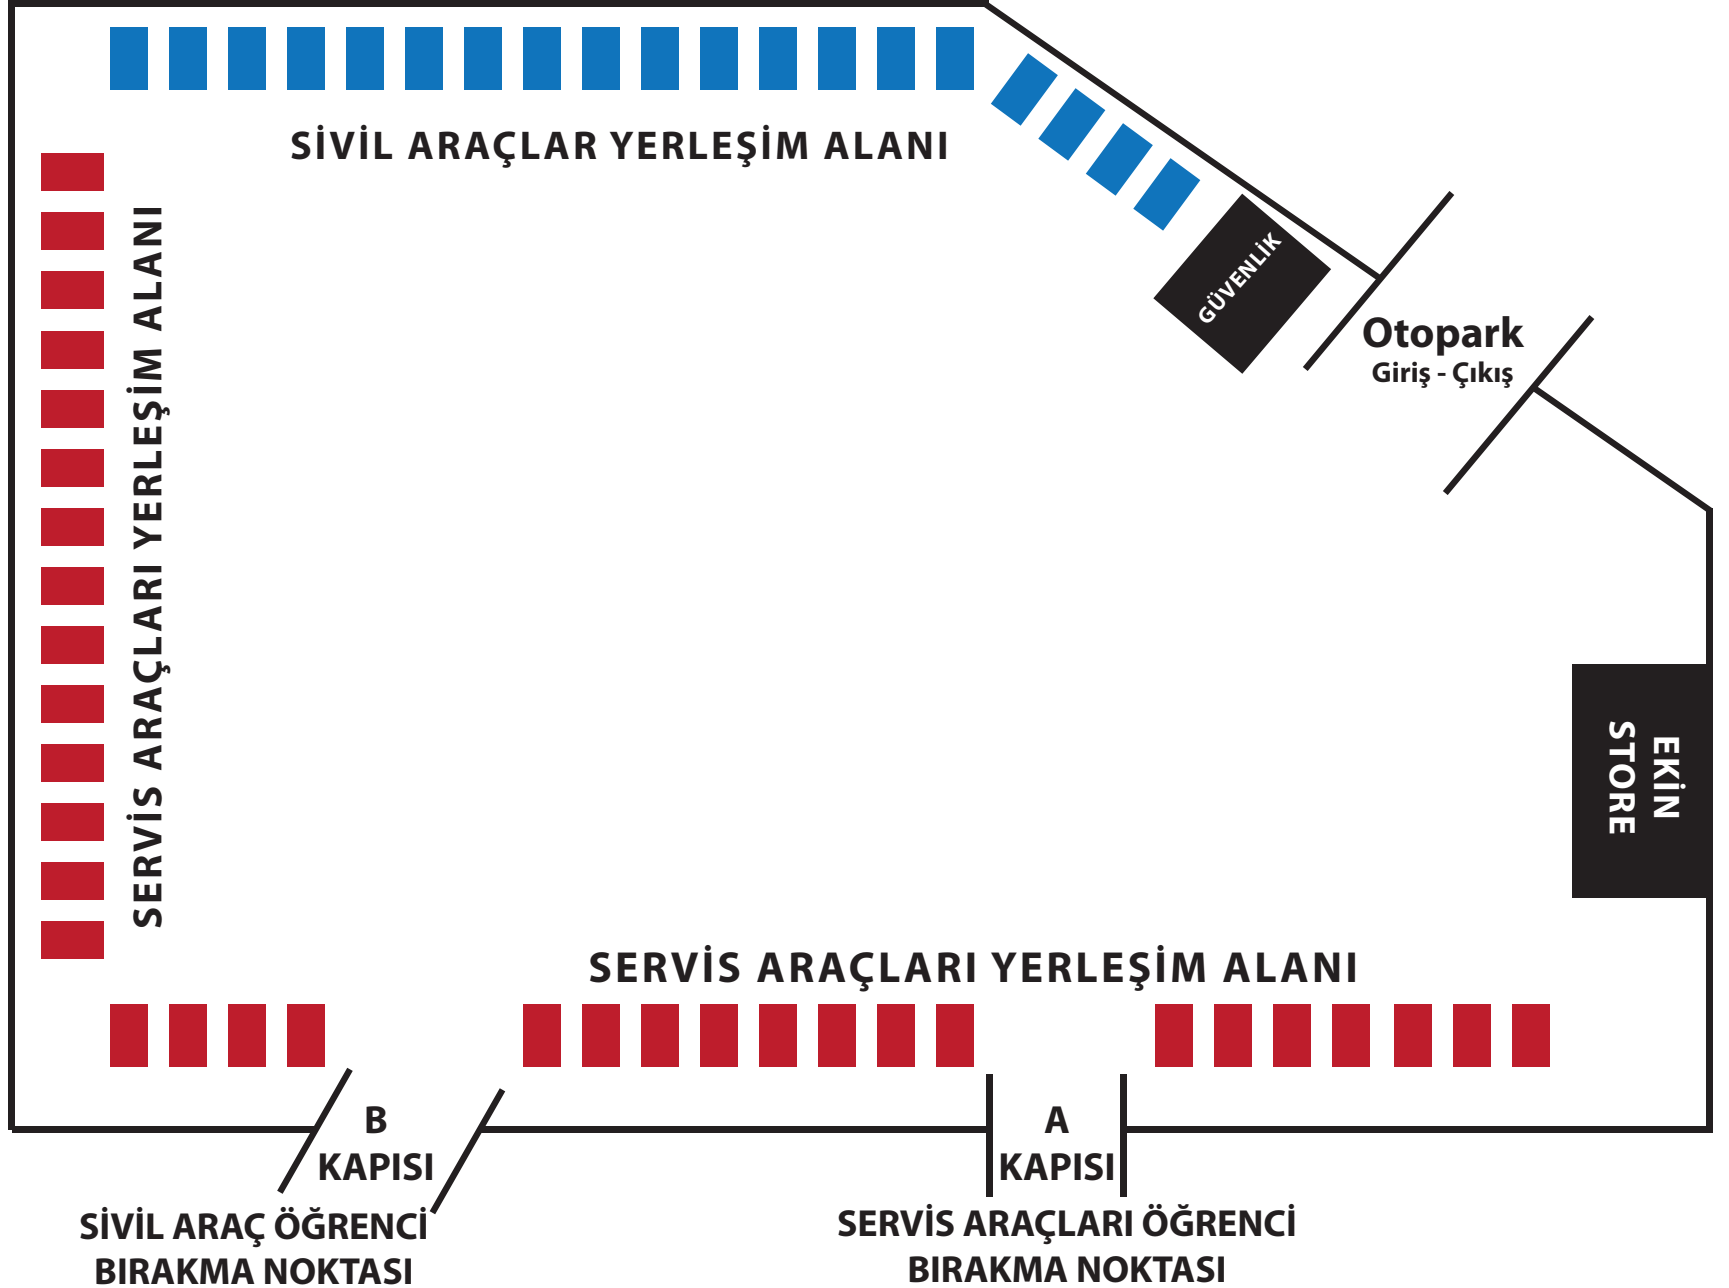 SİVİL ARAÇLAR YERLEŞİM ALANI
SERVİS ARAÇLARI YERLEŞİM ALANI
GÜVENLİK
Otopark
Giriş - Çıkış
EKİN
STORE
SERVİS ARAÇLARI YERLEŞİM ALANI
B
KAPISI
SİVİL ARAÇ ÖĞRENCİ
BIRAKMA NOKTASI
A
KAPISI
SERVİS ARAÇLARI ÖĞRENCİ
BIRAKMA NOKTASI